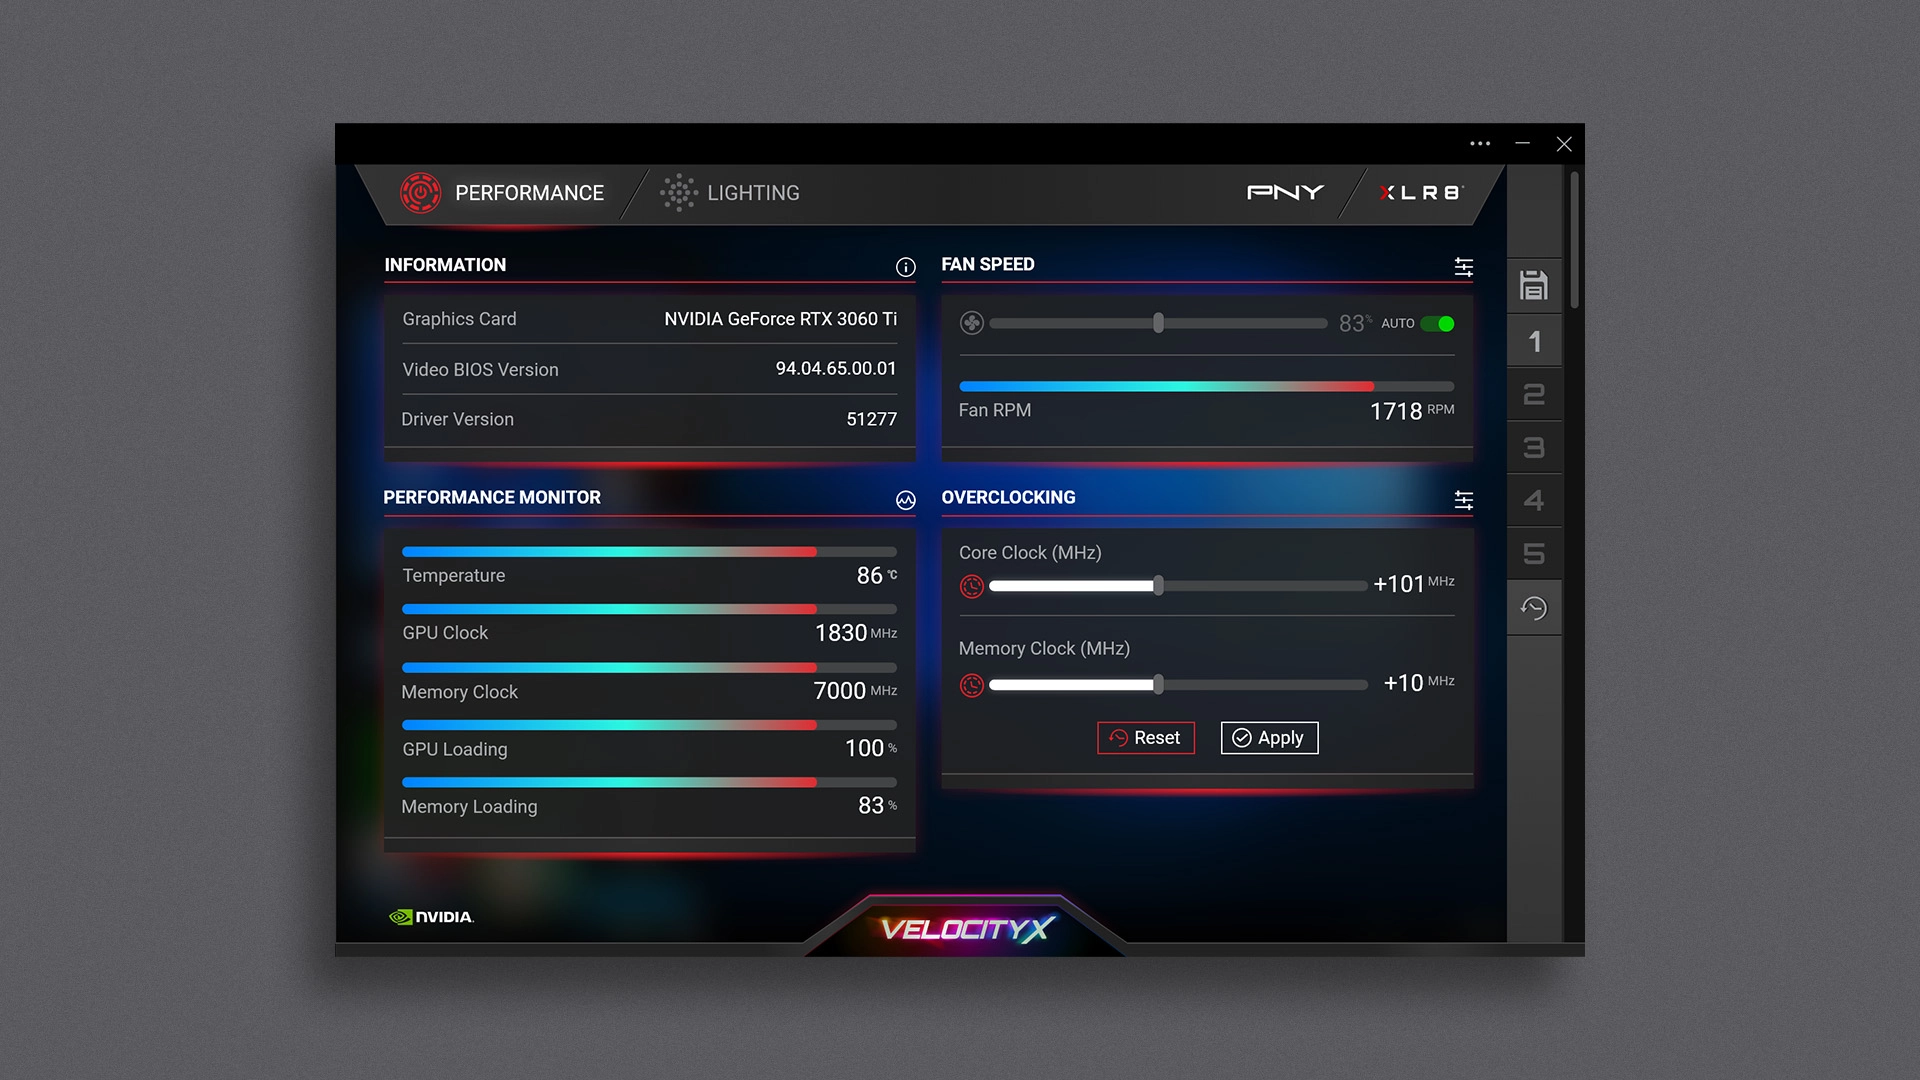 PERFORMANCE
LIGHTING
PNY
XLR8
INFORMATION
Graphics Card NVIDIA GeForce RTX 3060 Ti
Video BIOS Version 94.04.65.00.01
Driver Version 51277
FAN SPEED
83% AUTO
Fan RPM 1718 RPM
PERFORMANCE MONITOR
Temperature 86 °C
GPU Clock 1830 MHz
Memory Clock 7000 MHz
GPU Loading 100 %
Memory Loading 83 %
OVERCLOCKING
Core Clock (MHz)
+101 MHz
Memory Clock (MHz)
+10 MHz
Reset Apply
1
2
3
4
5
NVIDIA.
VELOCITYX